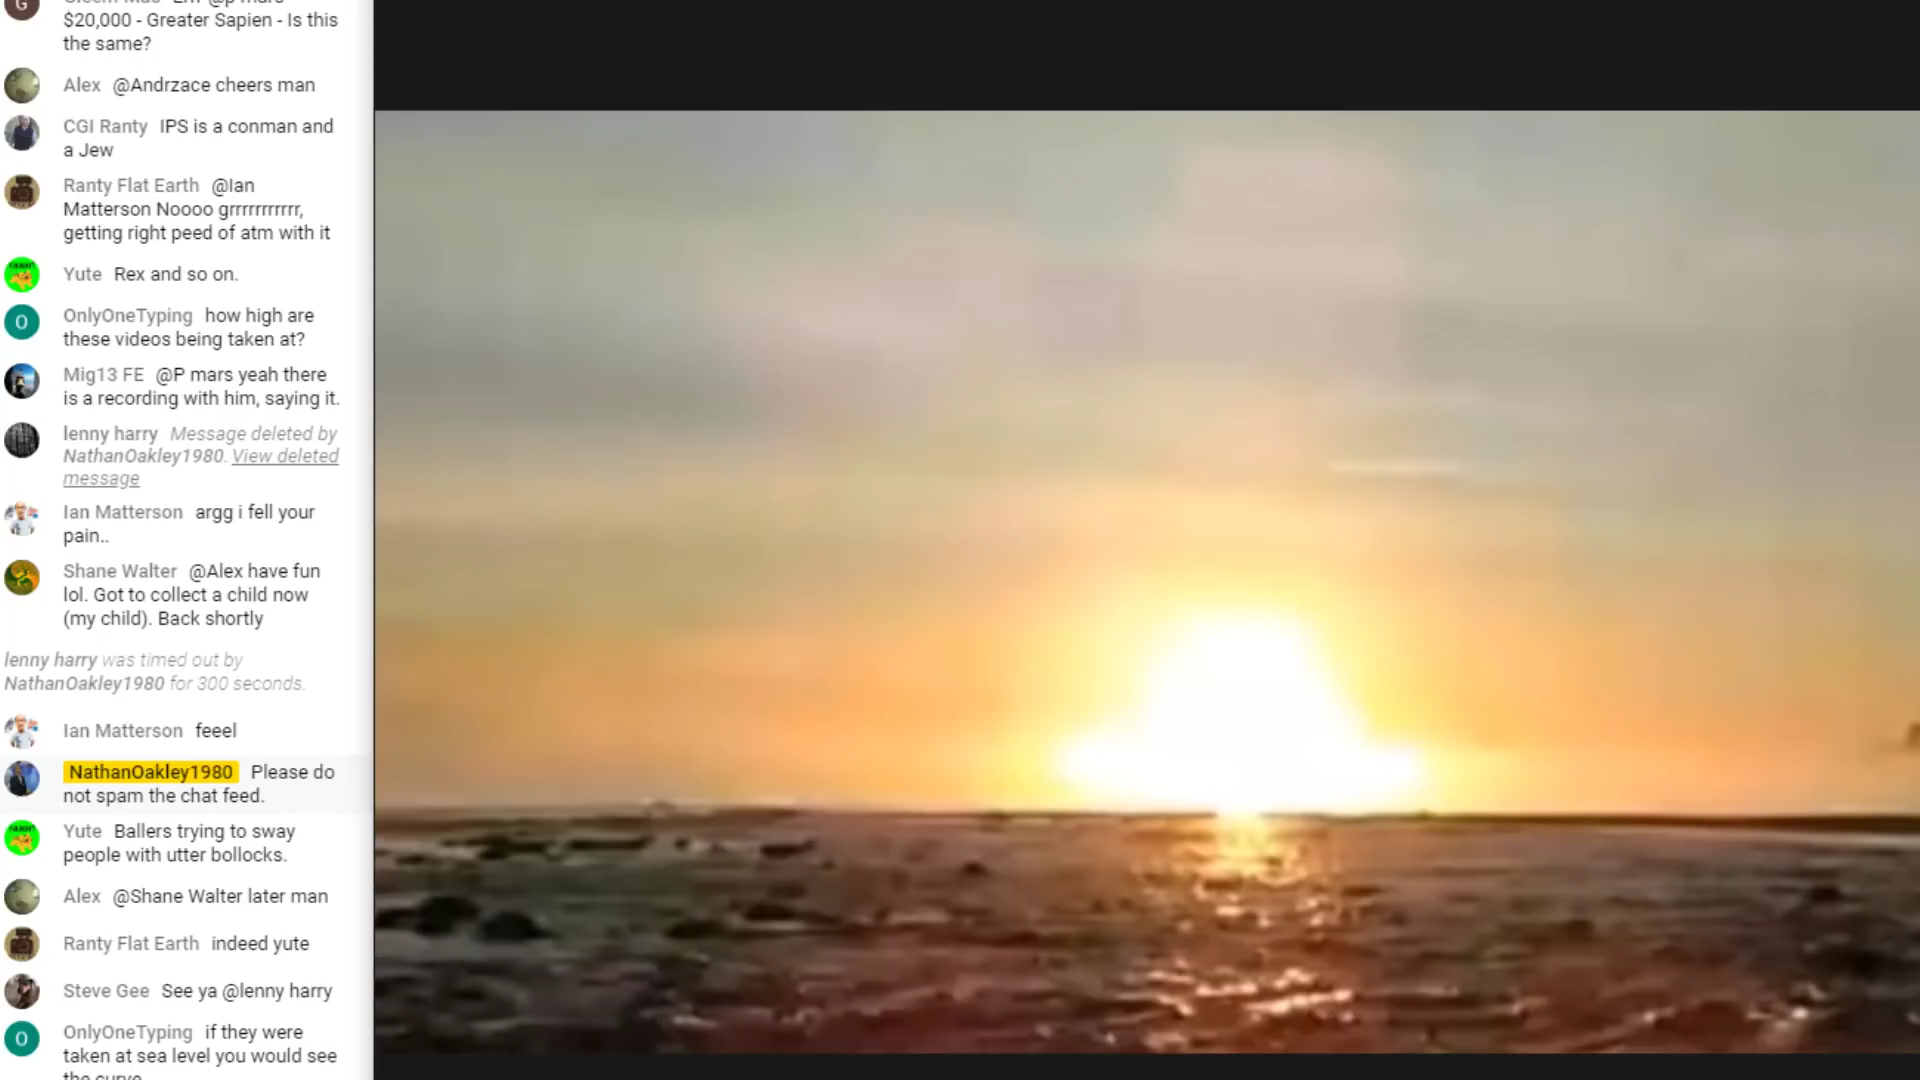 G
$20,000 - Greater Sapien - Is this
the same?
Alex @Andrzace cheers man
CGI Ranty IPS is a conman and
a Jew
Ranty Flat Earth @Ian
Matterson Noooo grrrrrrrrrrr,
getting right peed of atm with it
Yute Rex and so on.
O OnlyOneTyping how high are
these videos being taken at?
Mig13 FE @P mars yeah there
is a recording with him, saying it.
lenny harry Message deleted by
NathanOakley1980. View deleted
message
Ian Matterson argg i fell your
pain..
Shane Walter @Alex have fun
lol. Got to collect a child now
(my child). Back shortly
lenny harry was timed out by
NathanOakley1980 for 300 seconds.
Ian Matterson feeel
NathanOakley1980 Please do
not spam the chat feed.
Yute Ballers trying to sway
people with utter bollocks.
Alex @Shane Walter later man
Ranty Flat Earth indeed yute
Steve Gee See ya @lenny harry
O OnlyOneTyping if they were
taken at sea level you would see
the curve